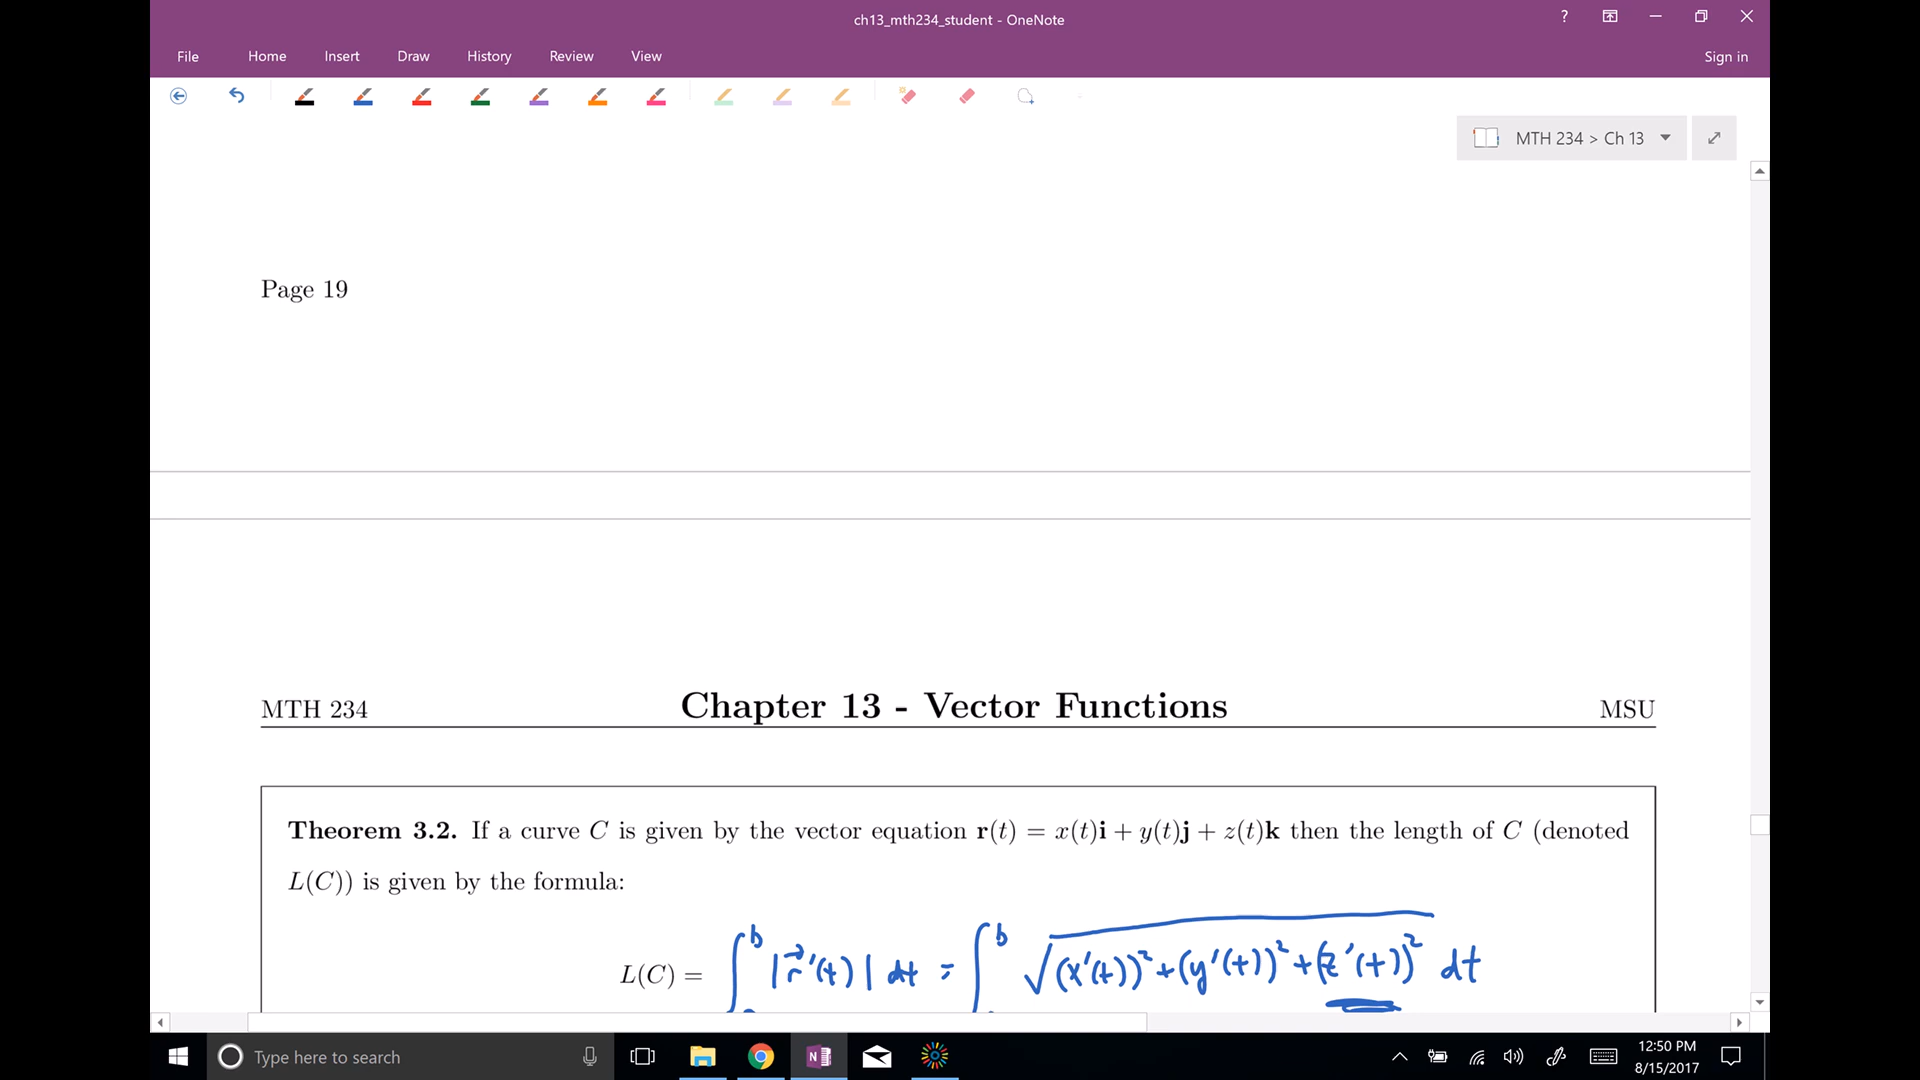 ch13_mth234_student - OneNote
?
File Home Insert Draw History Review View Sign in
MTH 234 > Ch 13
Page 19
MTH 234 Chapter 13 - Vector Functions MSU
Theorem 3.2. If a curve C is given by the vector equation r(t) = x(t)i + y(t)j + z(t)k then the length of C (denoted
L(C)) is given by the formula:
L(C) = ∫^b |r⃗'(t)| dt = ∫^b √((x'(t))² + (y'(t))² + (z'(t))²) dt
Type here to search
N
12:50 PM
8/15/2017